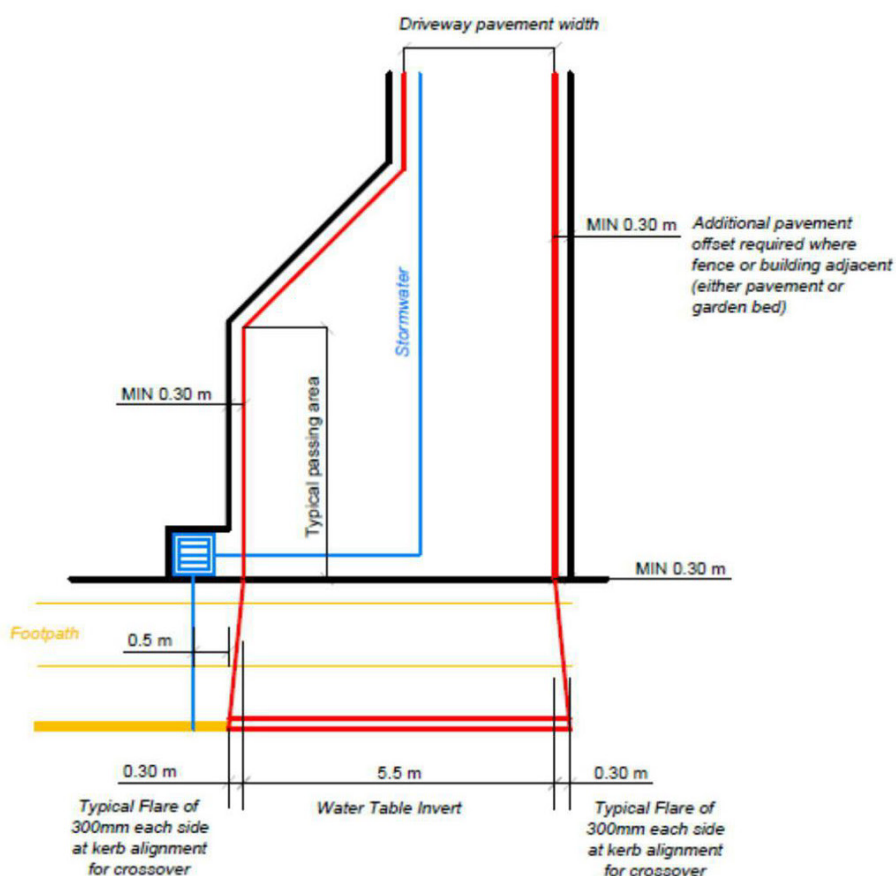 Driveway pavement width
MIN 0.30 m
Additional pavement
offset required where
fence or building adjacent
(either pavement or
garden bed)
Stormwater
MIN 0.30 m
Typical passing area
MIN 0.30 m
Footpath
0.5 m
0.30 m
5.5 m
0.30 m
Typical Flare of
300mm each side
at kerb alignment
for crossover
Water Table Invert
Typical Flare of
300mm each side
at kerb alignment
for crossover